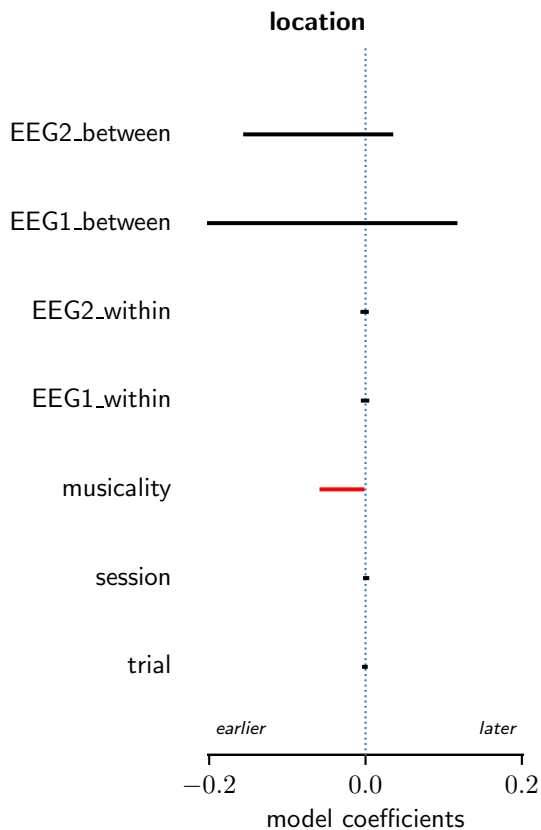 location
EEG2_between
EEG1_between
EEG2_within
EEG1_within
musicality
session
trial
earlier later
−0.2 0.0 0.2
model coefficients